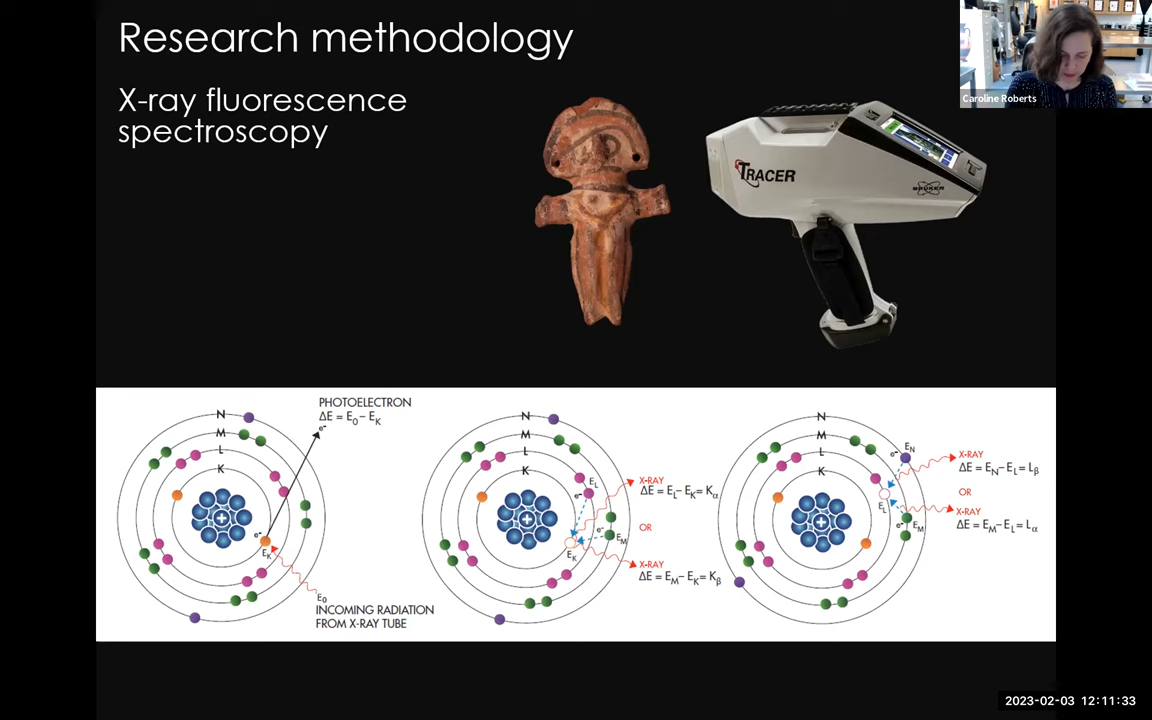 Research methodology
X-ray fluorescence
spectroscopy
Caroline Roberts
TRACER
BRUKER
PHOTOELECTRON
ΔE = E₀ – E_K
e⁻
N
M
L
K
e⁻
E_K
E₀
INCOMING RADIATION
FROM X-RAY TUBE
N
M
L
K
E_L
e⁻
e⁻
E_M
E_K
X-RAY
ΔE = E_L – E_K = K_α
OR
X-RAY
ΔE = E_M – E_K = K_β
N
M
L
K
E_N
e⁻
E_L
e⁻
E_M
X-RAY
ΔE = E_N – E_L = L_β
OR
X-RAY
ΔE = E_M – E_L = L_α
2023-02-03 12:11:33